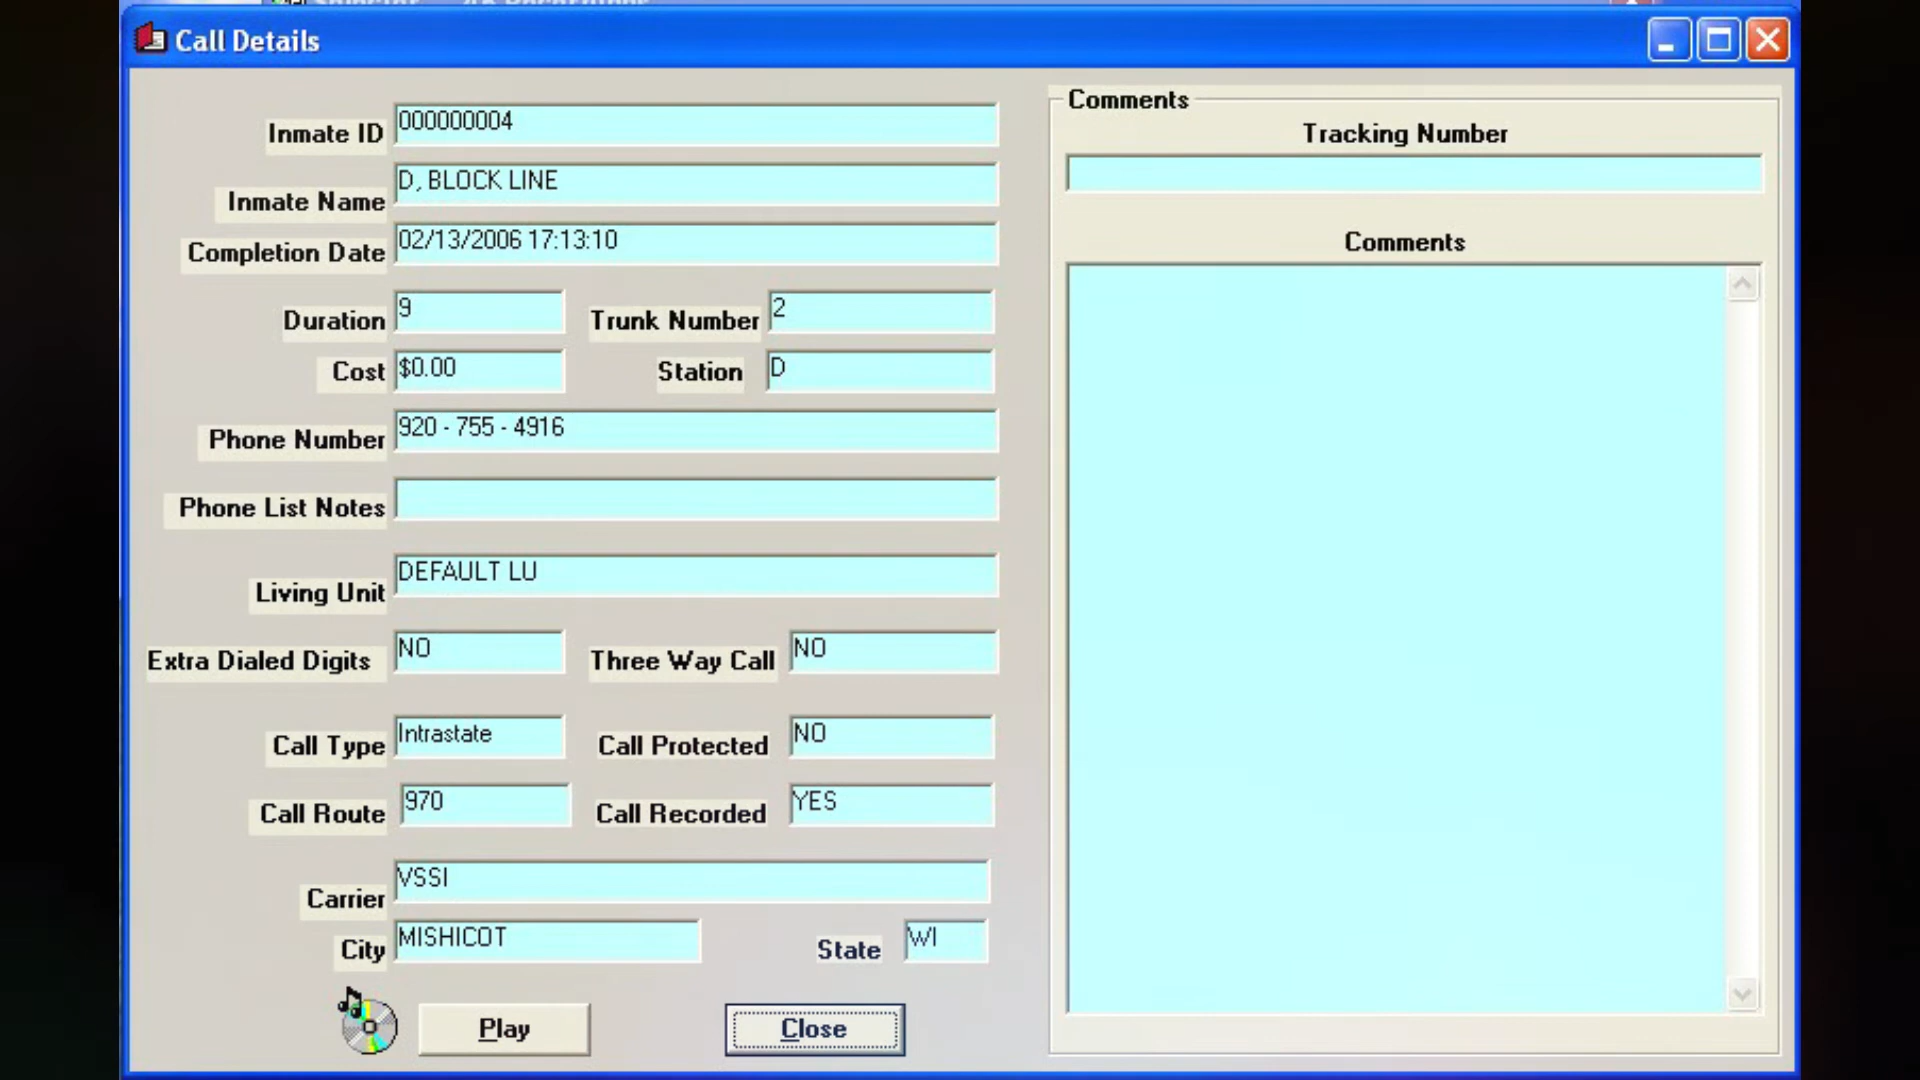 Call Details
Inmate ID 000000004
Inmate Name D, BLOCK LINE
Completion Date 02/13/2006 17:13:10
Duration 9 Trunk Number 2
Cost $0.00 Station D
Phone Number 920 - 755 - 4916
Phone List Notes
Living Unit DEFAULT LU
Extra Dialed Digits NO Three Way Call NO
Call Type Intrastate Call Protected NO
Call Route 970 Call Recorded YES
Carrier VSSI
City MISHICOT State WI
Play Close
Comments
Tracking Number
Comments